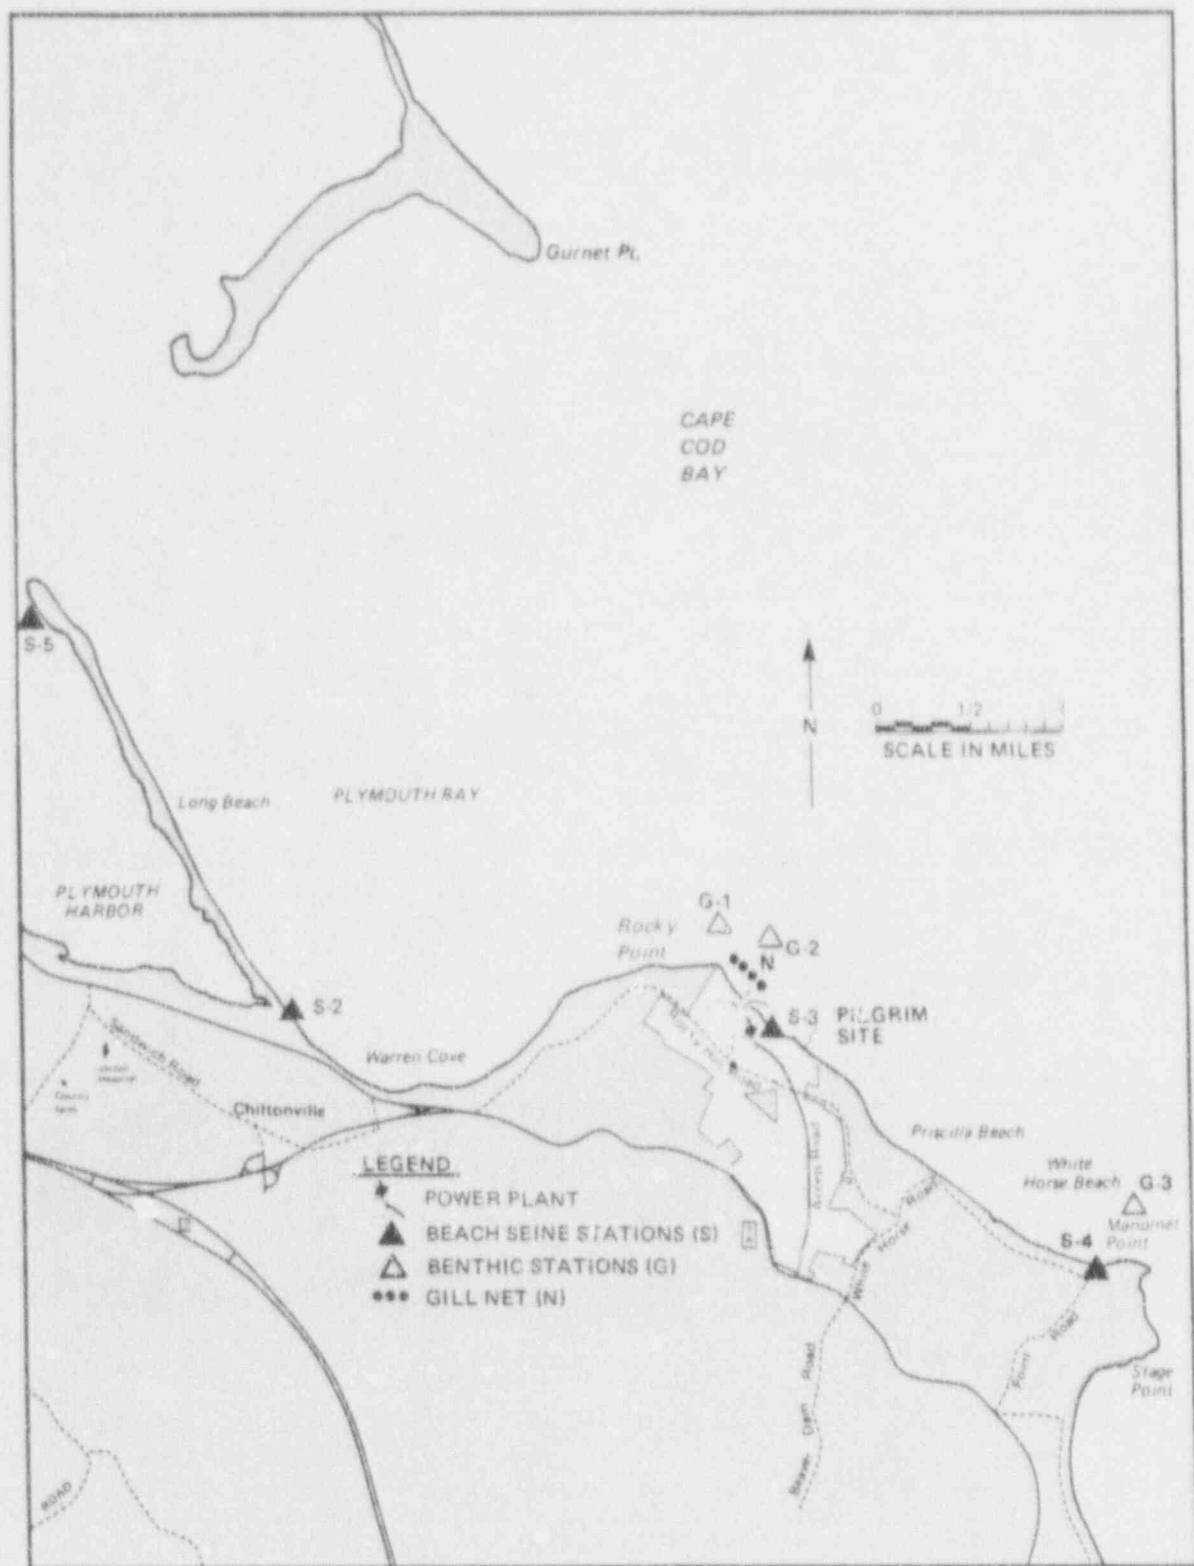 Gurnet Pt.
CAPE
COD
BAY
S-5
N
0 1/2
SCALE IN MILES
Long Beach
PLYMOUTH BAY
PLYMOUTH
HARBOR
G-1
Rocky
Point
G-2
N
S-2
S-3 PILGRIM
SITE
Sandwich Road
Warren Cove
County
Chiltonville
Access Road
Priscilla Beach
LEGEND
POWER PLANT
BEACH SEINE STATIONS (S)
BENTHIC STATIONS (G)
GILL NET (N)
White
Horse Beach
G-3
Manomet
Point
S-4
White Horse Road
Point Road
Stage
Point
Beaver Dam Road
ROAD